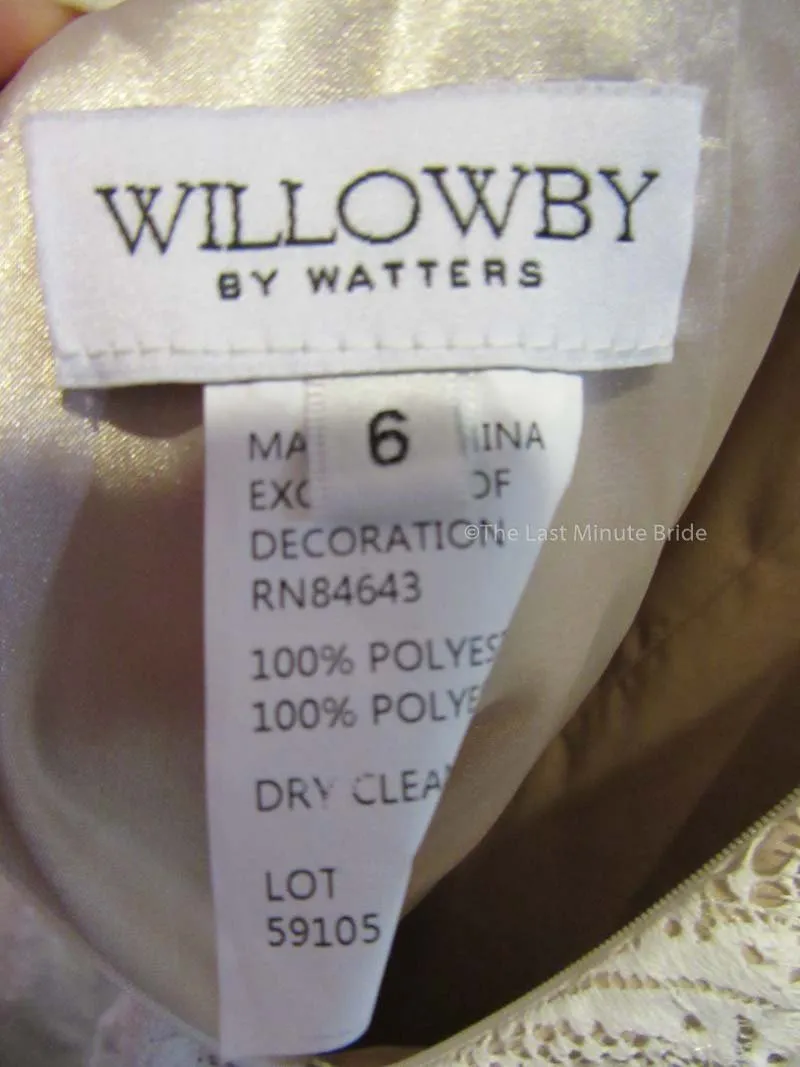 WILLOWBY
BY WATTERS
6
MA INA
EXC OF
DECORATION
©The Last Minute Bride
RN84643
100% POLYES
100% POLYE
DRY CLEA
LOT
59105